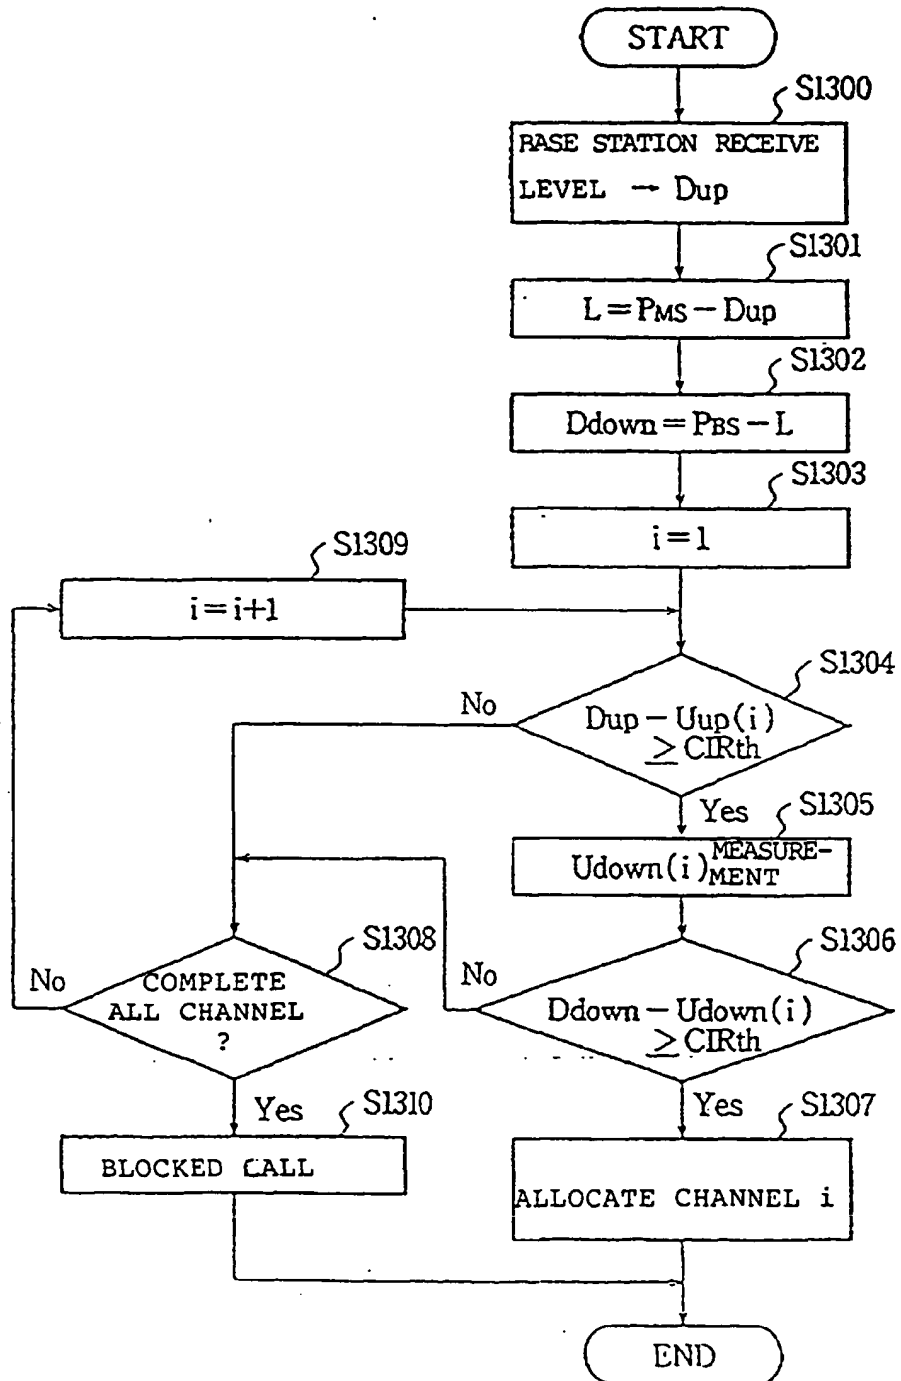 START
S1300
BASE STATION RECEIVE
LEVEL → Dup
S1301
L=PMS-Dup
S1302
Ddown=PBS-L
S1303
i=1
S1309
i=i+1
S1304
Dup-Uup(i)
≥CIRth
No
Yes
S1305
Udown(i) MEASURE-
MENT
S1306
Ddown-Udown(i)
≥CIRth
No
Yes
S1308
COMPLETE
ALL CHANNEL
?
No
Yes
S1310
BLOCKED CALL
S1307
ALLOCATE CHANNEL i
END